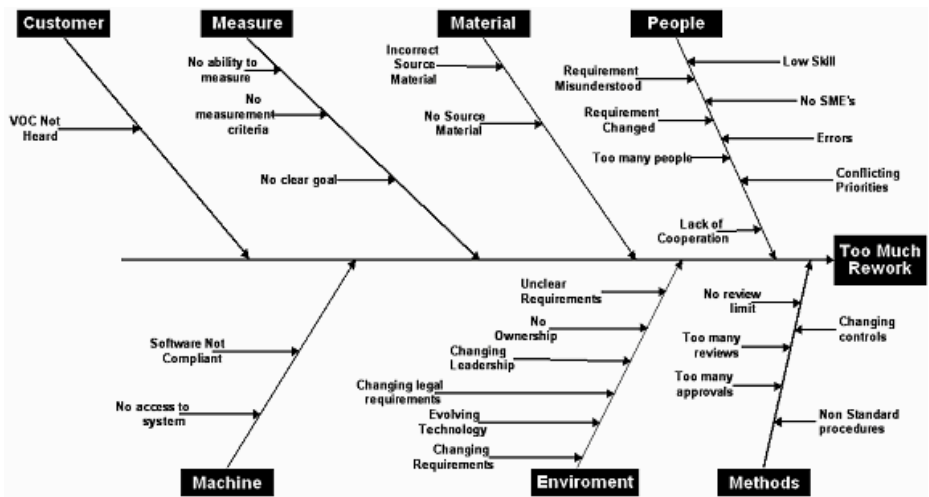 Customer
Measure
Material
People
No ability to
measure
No
measurement
criteria
No clear goal
VOC Not
Heard
Incorrect
Source
Material
No Source
Material
Requirement
Misunderstood
Requirement
Changed
Too many people
Lack of
Cooperation
Low Skill
No SME's
Errors
Conflicting
Priorities
Too Much
Rework
Software Not
Compliant
No access to
system
Unclear
Requirements
No
Ownership
Changing
Leadership
Changing legal
requirements
Evolving
Technology
Changing
Requirements
No review
limit
Too many
reviews
Too many
approvals
Changing
controls
Non Standard
procedures
Machine
Enviroment
Methods